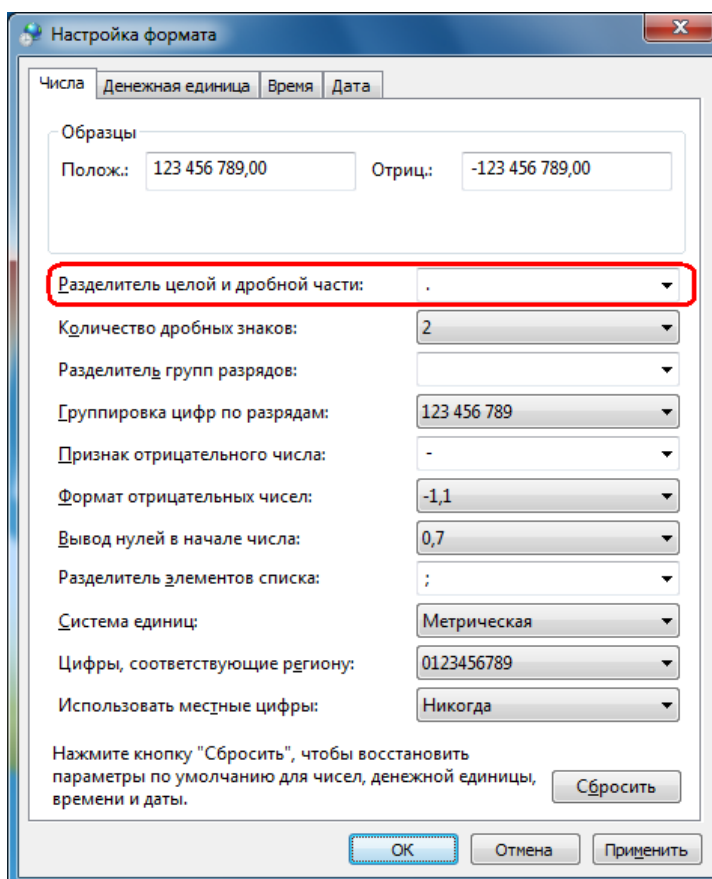 Настройка формата
Числа Денежная единица Время Дата
Образцы
Полож.: 123 456 789,00 Отриц.: -123 456 789,00
Разделитель целой и дробной части: .
Количество дробных знаков: 2
Разделитель групп разрядов:
Группировка цифр по разрядам: 123 456 789
Признак отрицательного числа: -
Формат отрицательных чисел: -1,1
Вывод нулей в начале числа: 0,7
Разделитель элементов списка: ;
Система единиц: Метрическая
Цифры, соответствующие региону: 0123456789
Использовать местные цифры: Никогда
Нажмите кнопку "Сбросить", чтобы восстановить
параметры по умолчанию для чисел, денежной единицы,
времени и даты.
Сбросить
ОК Отмена Применить